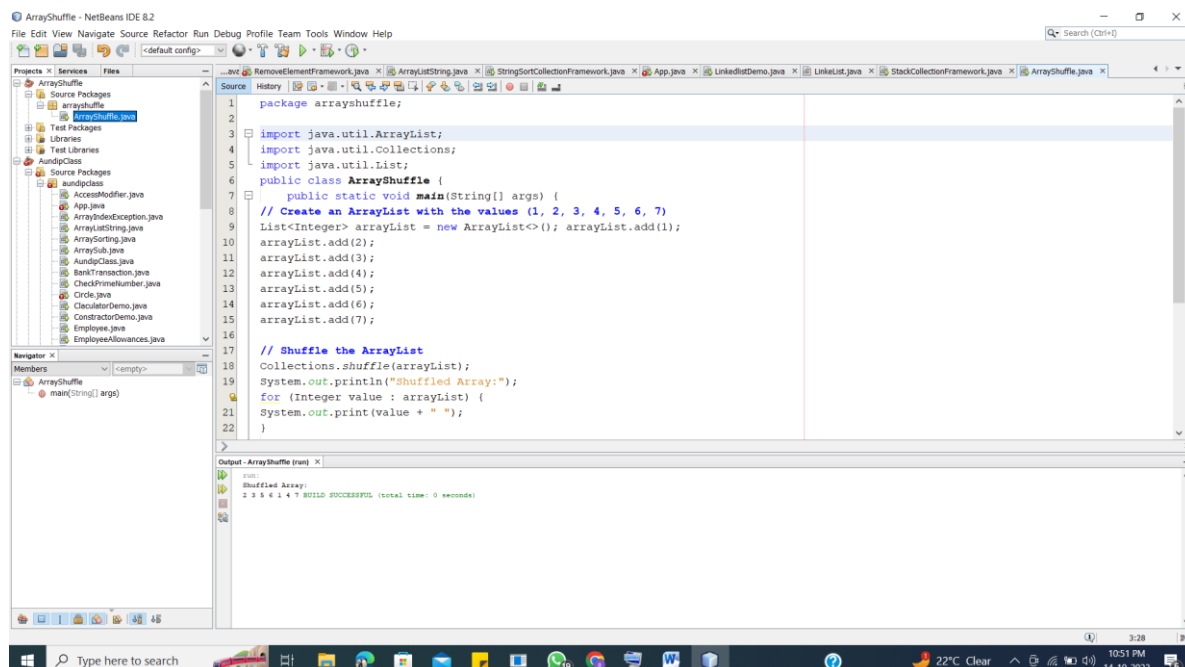 ArrayShuffle - NetBeans IDE 8.2
File Edit View Navigate Source Refactor Run Debug Profile Team Tools Window Help
Search (Ctrl+I)
<default config>
Projects Services Files
ArrayShuffle
Source Packages
arrayshuffle
ArrayShuffle.java
Test Packages
Libraries
Test Libraries
AundipClass
Source Packages
aundipclass
AccessModifier.java
App.java
ArrayIndexException.java
ArrayListString.java
ArraySorting.java
ArraySub.java
AundipClass.java
BankTransaction.java
CheckPrimeNumber.java
Circle.java
ClaculatorDemo.java
ConstractorDemo.java
Employee.java
EmployeeAllowances.java
Navigator
Members <empty>
ArrayShuffle
main(String[] args)
RemoveElementFramework.java ArrayListString.java StringSortCollectionFramework.java App.java LinkedlistDemo.java LinkeList.java StackCollectionFramework.java ArrayShuffle.java
Source History
1 package arrayshuffle;
2
3 import java.util.ArrayList;
4 import java.util.Collections;
5 import java.util.List;
6 public class ArrayShuffle {
7 public static void main(String[] args) {
8 // Create an ArrayList with the values (1, 2, 3, 4, 5, 6, 7)
9 List<Integer> arrayList = new ArrayList<>(); arrayList.add(1);
10 arrayList.add(2);
11 arrayList.add(3);
12 arrayList.add(4);
13 arrayList.add(5);
14 arrayList.add(6);
15 arrayList.add(7);
16
17 // Shuffle the ArrayList
18 Collections.shuffle(arrayList);
19 System.out.println("Shuffled Array:");
for (Integer value : arrayList) {
21 System.out.print(value + " ");
22 }
Output - ArrayShuffle (run)
run:
Shuffled Array:
2 3 5 6 1 4 7 BUILD SUCCESSFUL (total time: 0 seconds)
3:28
Type here to search
22°C Clear
10:51 PM